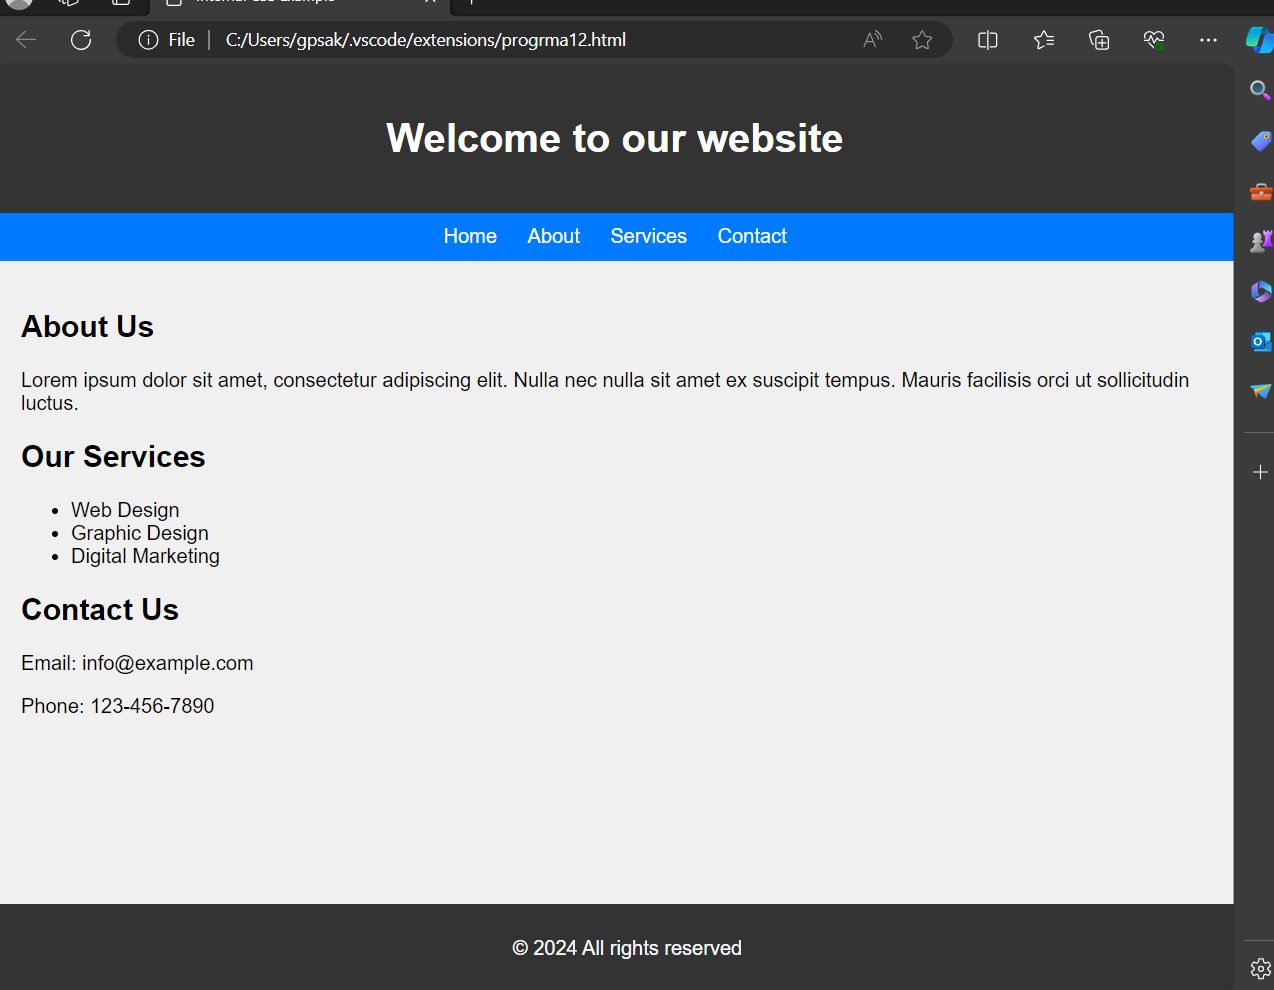 File C:/Users/gpsak/.vscode/extensions/progrma12.html
Welcome to our website
Home About Services Contact
About Us
Lorem ipsum dolor sit amet, consectetur adipiscing elit. Nulla nec nulla sit amet ex suscipit tempus. Mauris facilisis orci ut sollicitudin
luctus.
Our Services
• Web Design
• Graphic Design
• Digital Marketing
Contact Us
Email: info@example.com
Phone: 123-456-7890
© 2024 All rights reserved